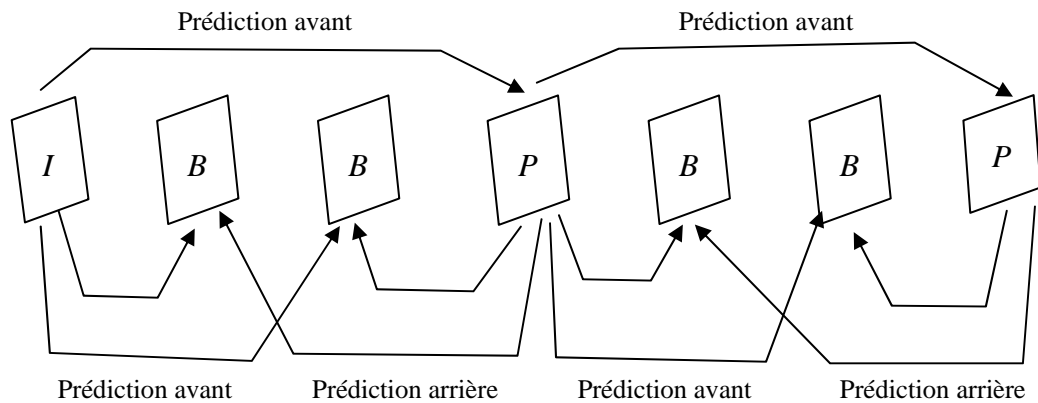 Prédiction avant Prédiction avant
I B B P B B P
Prédiction avant Prédiction arrière Prédiction avant Prédiction arrière